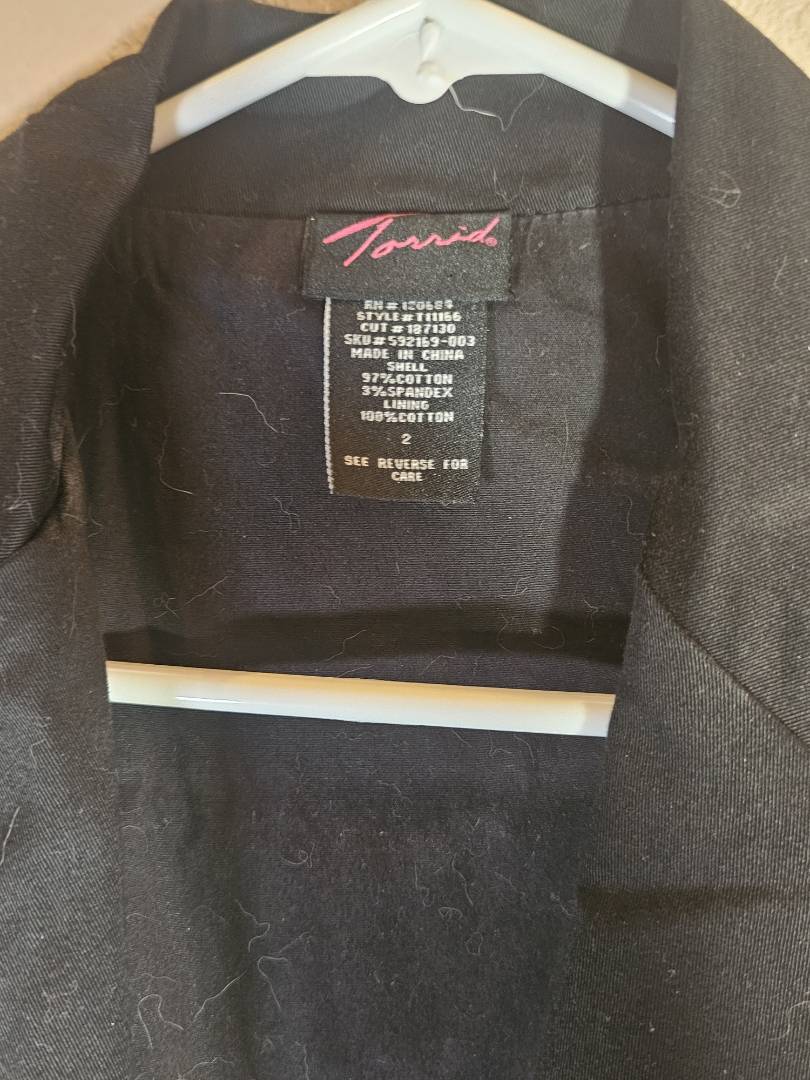 Torrid®
RN#120684
STYLE#T11166
CUT#187130
SKU#592169-003
MADE IN CHINA
SHELL
97%COTTON
3%SPANDEX
LINING
100%COTTON
2
SEE REVERSE FOR
CARE